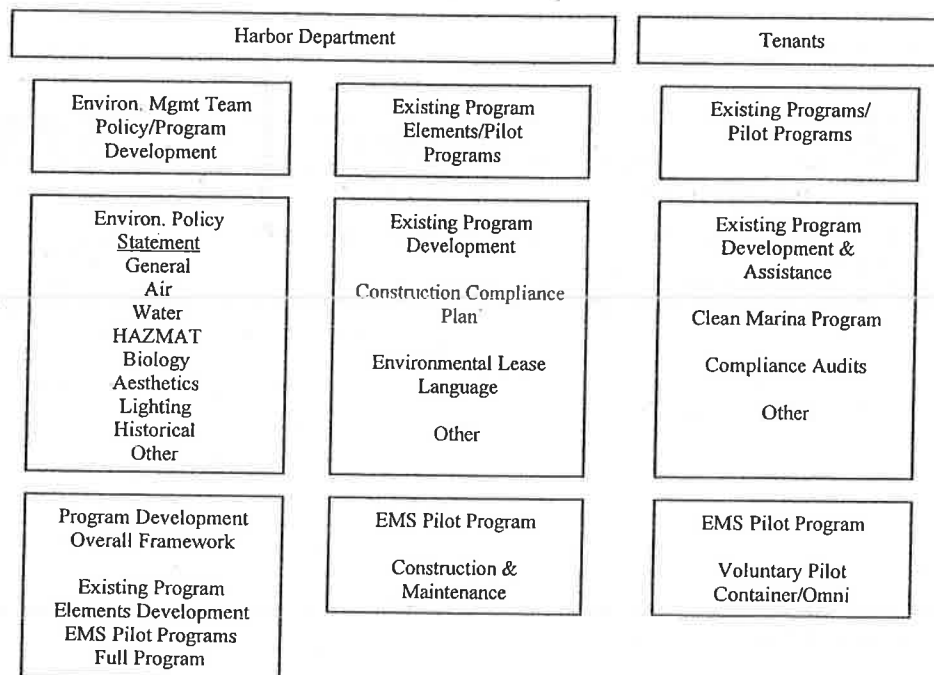 Harbor Department
Tenants
Environ. Mgmt Team
Policy/Program
Development
Existing Program
Elements/Pilot
Programs
Existing Programs/
Pilot Programs
Environ. Policy
Statement
General
Air
Water
HAZMAT
Biology
Aesthetics
Lighting
Historical
Other
Existing Program
Development
Construction Compliance
Plan
Environmental Lease
Language
Other
Existing Program
Development &
Assistance
Clean Marina Program
Compliance Audits
Other
Program Development
Overall Framework
Existing Program
Elements Development
EMS Pilot Programs
Full Program
EMS Pilot Program
Construction &
Maintenance
EMS Pilot Program
Voluntary Pilot
Container/Omni